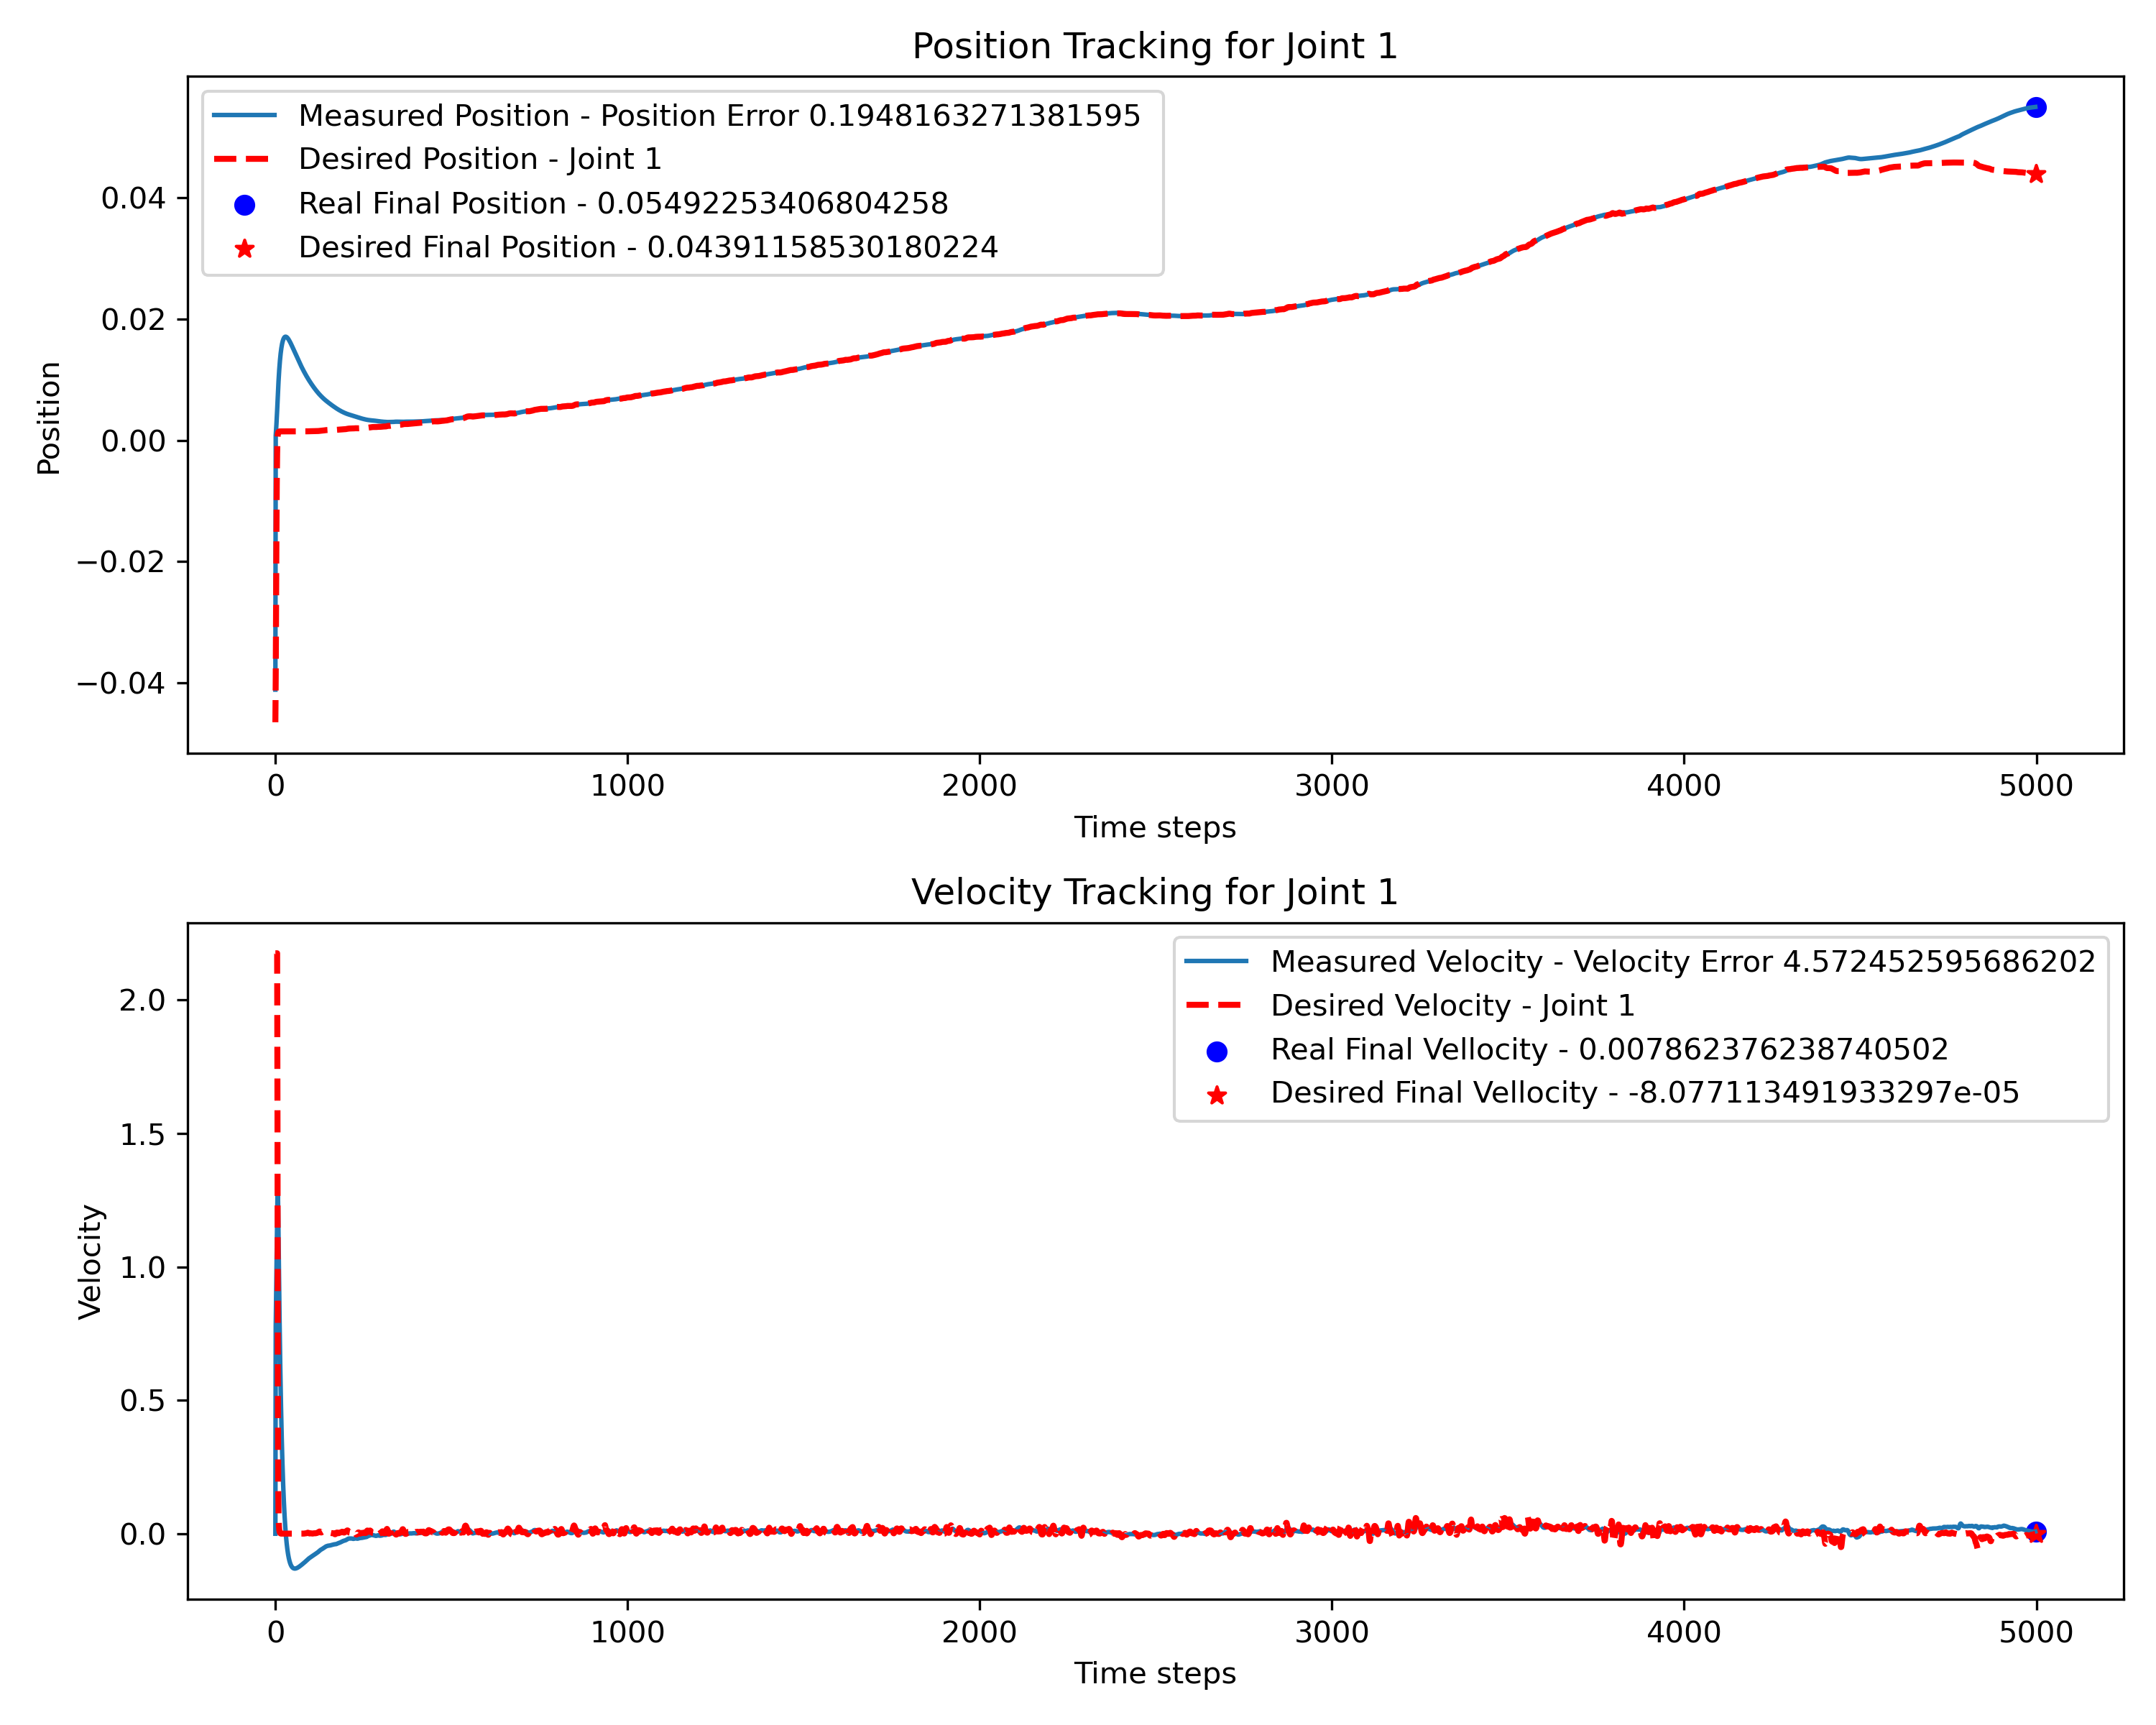 Position Tracking for Joint 1
Measured Position - Position Error 0.1948163271381595
Desired Position - Joint 1
Real Final Position - 0.05492253406804258
Desired Final Position - 0.04391158530180224
Position
0.04
0.02
0.00
−0.02
−0.04
0 1000 2000 3000 4000 5000
Time steps
Velocity Tracking for Joint 1
Measured Velocity - Velocity Error 4.572452595686202
Desired Velocity - Joint 1
Real Final Vellocity - 0.007862376238740502
Desired Final Vellocity - -8.077113491933297e-05
Velocity
2.0
1.5
1.0
0.5
0.0
0 1000 2000 3000 4000 5000
Time steps